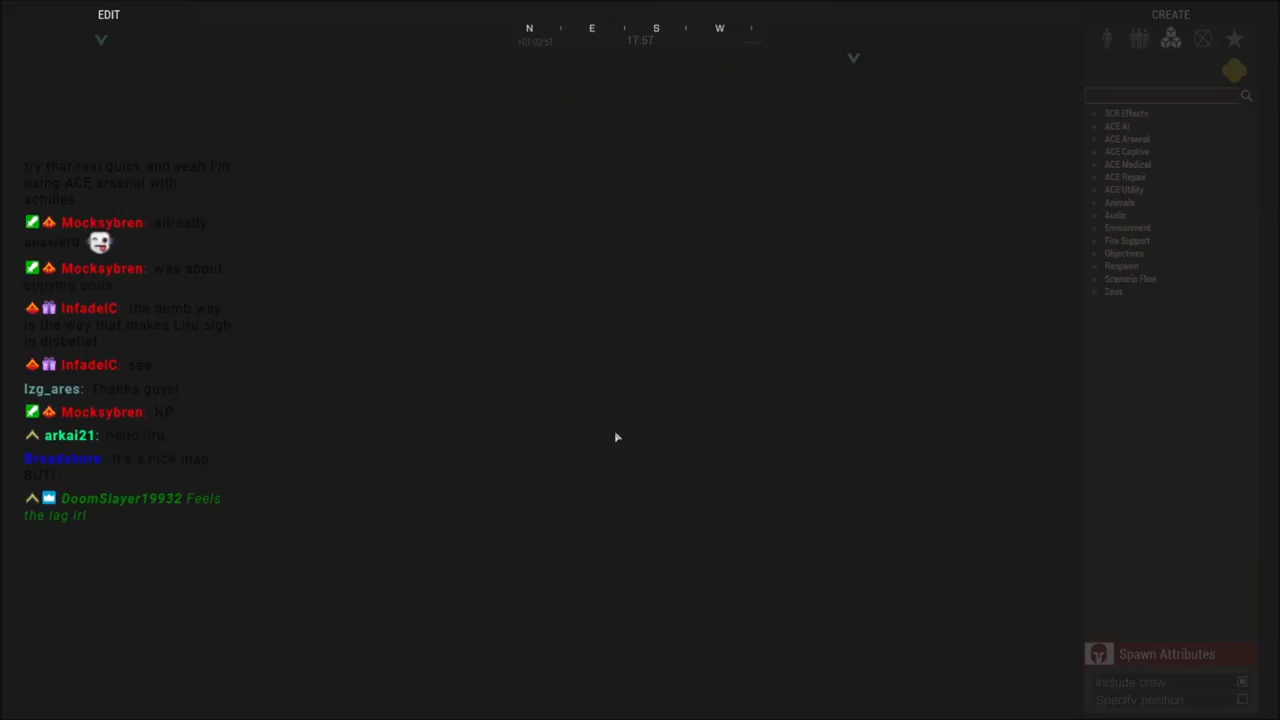 EDIT
N E S W
+01:02:51 17:57
CREATE
3CB Effects
ACE AI
ACE Arsenal
ACE Captive
ACE Medical
ACE Repair
ACE Utility
Animals
Audio
Environment
Fire Support
Objectives
Respawn
Scenario Flow
Zeus
try that real quick and yeah I'm
using ACE arsenal with
achilles
Mocksybren: allready
answerd
Mocksybren: was about
copying units
InfadelC: the dumb way
is the way that makes Liru sigh
in disbelief
InfadelC: see
lzg_ares: Thanks guys!
Mocksybren: NP
arkai21: hello liru
It's a nice map
BUT!
DoomSlayer19932 Feels
the lag irl
Spawn Attributes
Include crew
Specify position